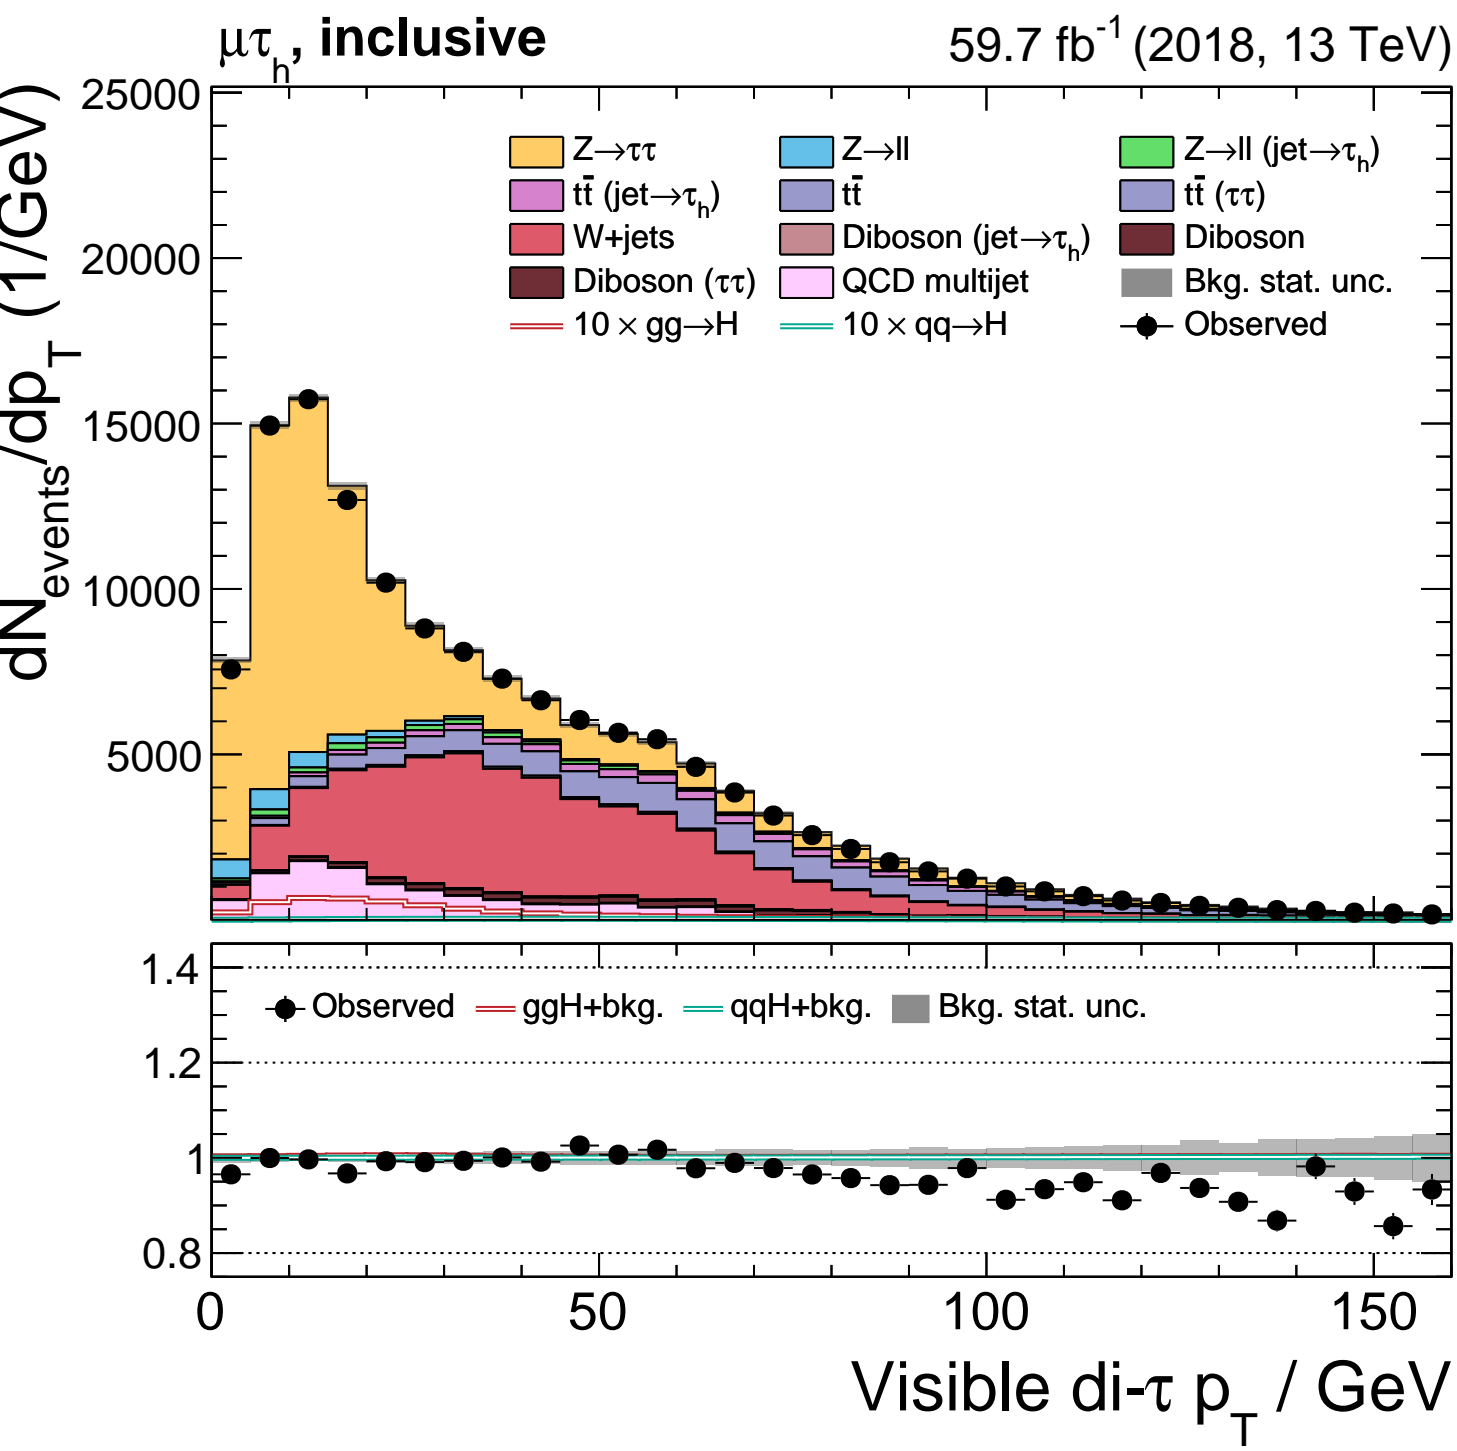 μτh, inclusive
59.7 fb-1 (2018, 13 TeV)
dNevents/dpT (1/GeV)
25000
20000
15000
10000
5000
Z→ττ
Z→ll
Z→ll (jet→τh)
tt̄ (jet→τh)
tt̄
tt̄ (ττ)
W+jets
Diboson (jet→τh)
Diboson
Diboson (ττ)
QCD multijet
Bkg. stat. unc.
10 × gg→H
10 × qq→H
Observed
1.4
1.2
1
0.8
Observed
ggH+bkg.
qqH+bkg.
Bkg. stat. unc.
0
50
100
150
Visible di-τ pT / GeV